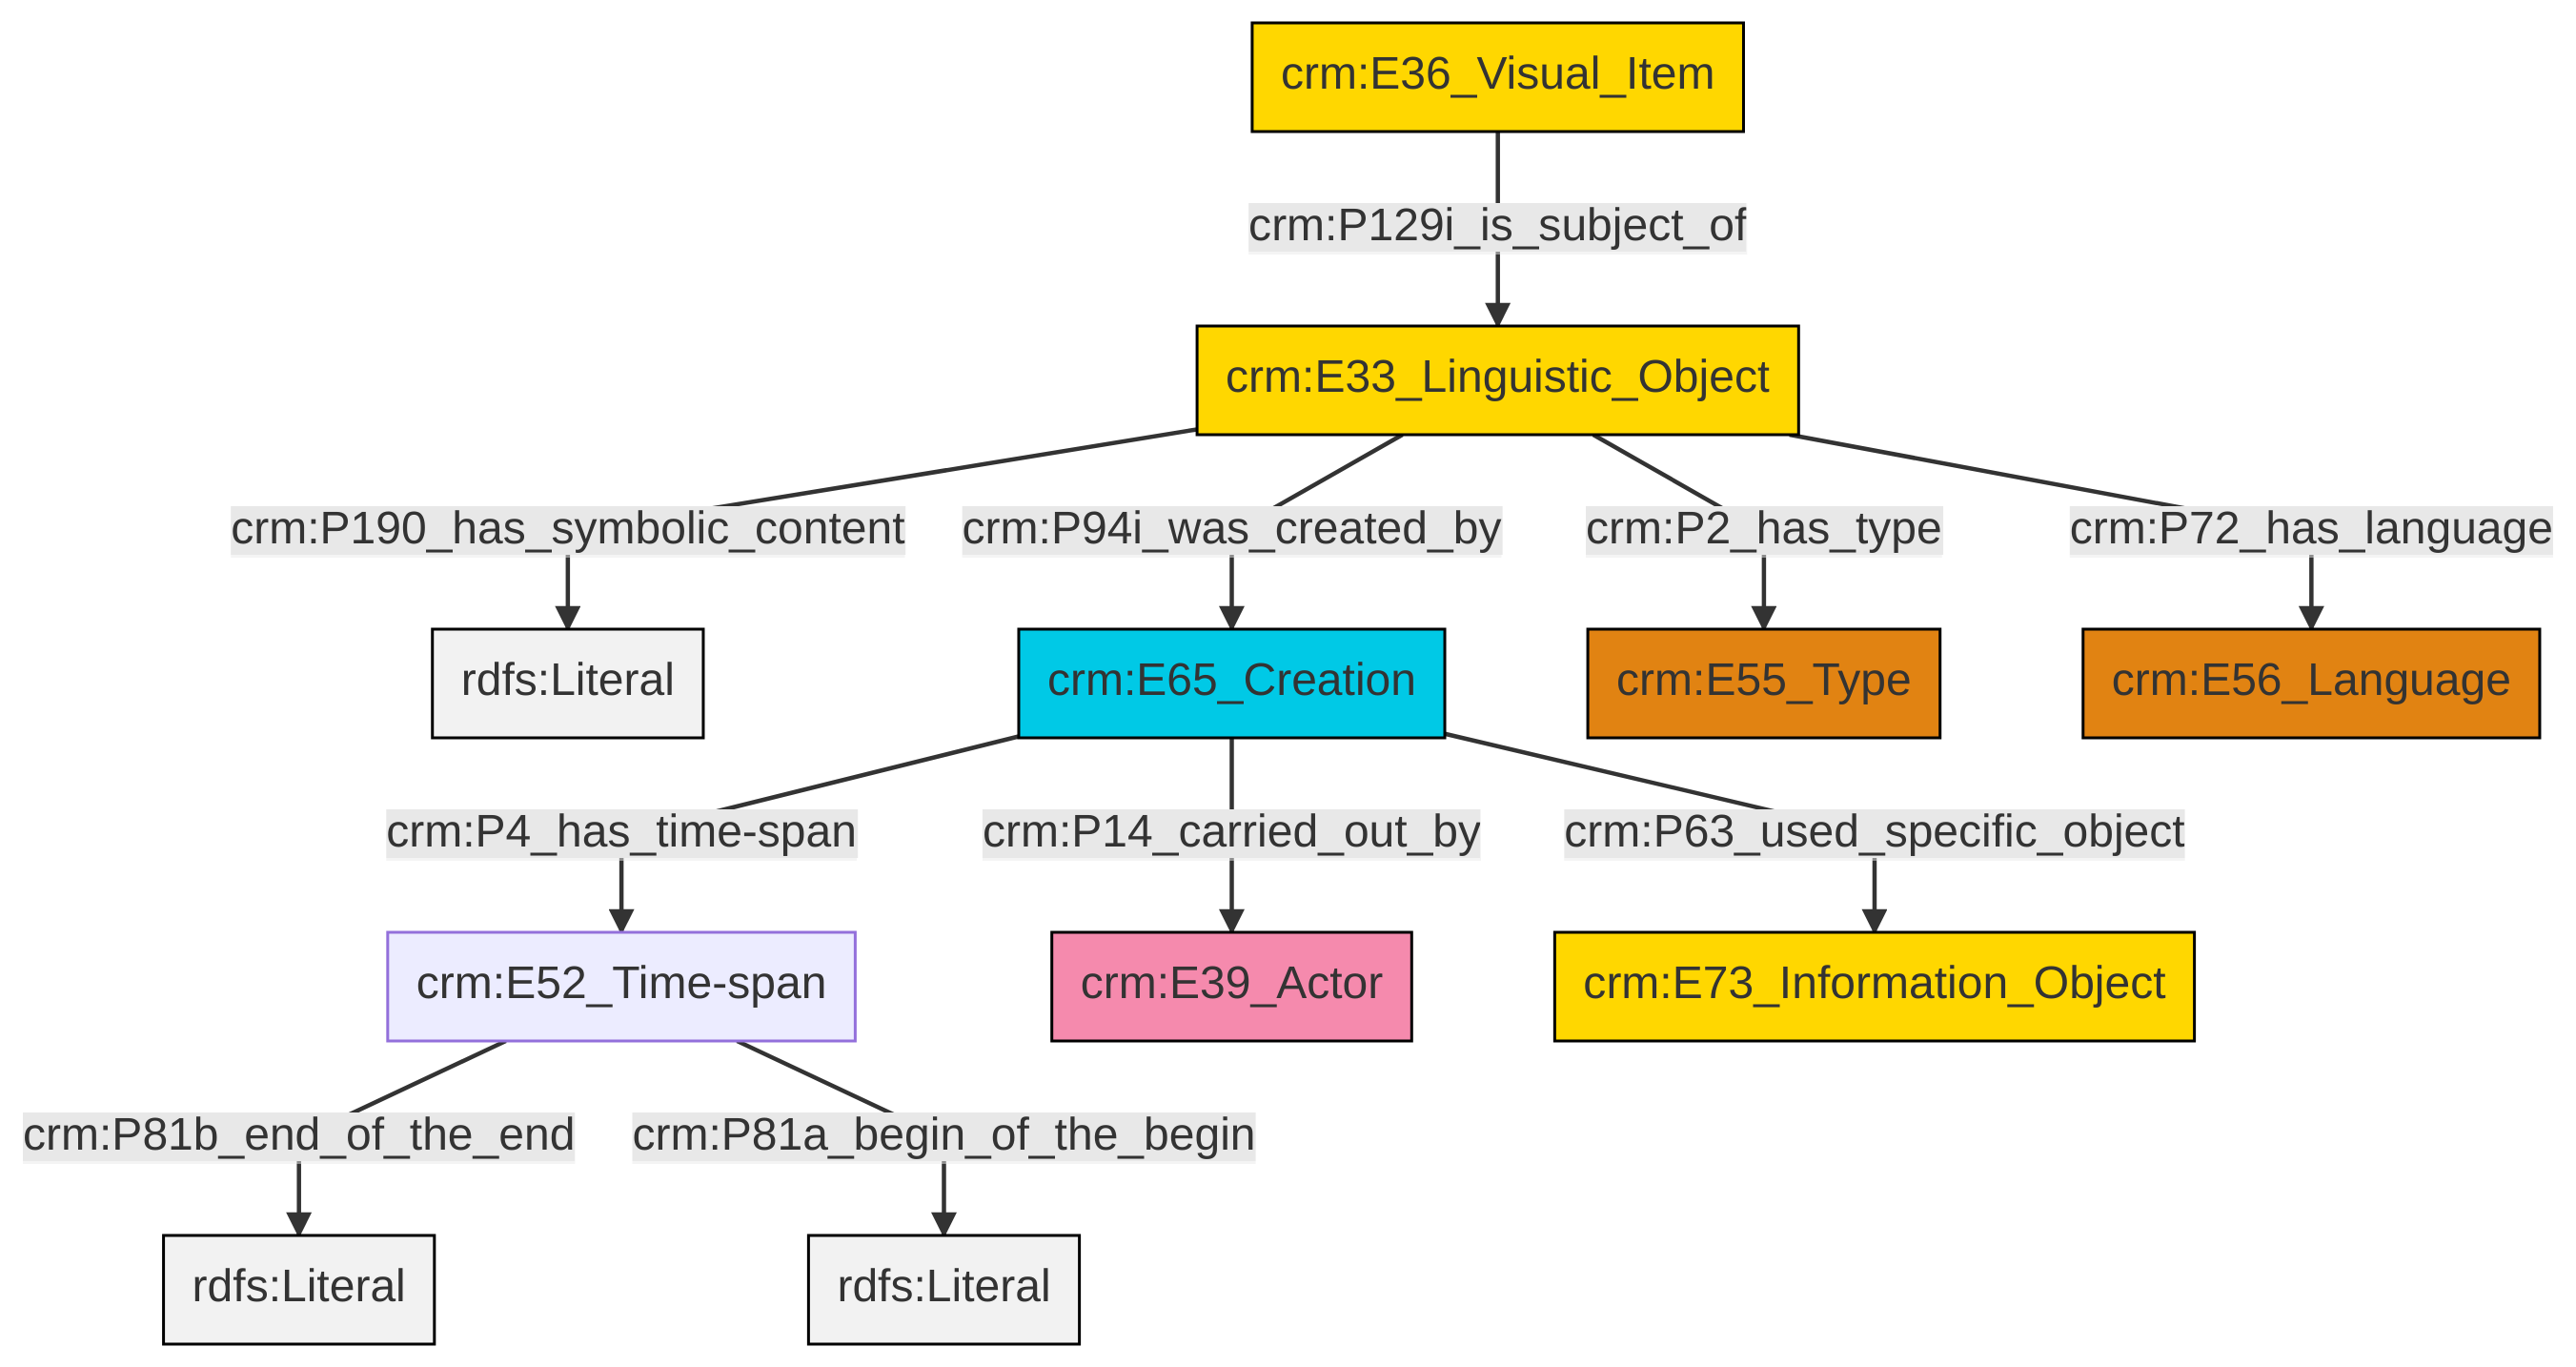 crm:E36_Visual_Item
crm:P129i_is_subject_of
crm:E33_Linguistic_Object
crm:P190_has_symbolic_content
crm:P94i_was_created_by
crm:P2_has_type
crm:P72_has_language
rdfs:Literal
crm:E65_Creation
crm:E55_Type
crm:E56_Language
crm:P4_has_time-span
crm:P14_carried_out_by
crm:P63_used_specific_object
crm:E52_Time-span
crm:E39_Actor
crm:E73_Information_Object
crm:P81b_end_of_the_end
crm:P81a_begin_of_the_begin
rdfs:Literal
rdfs:Literal